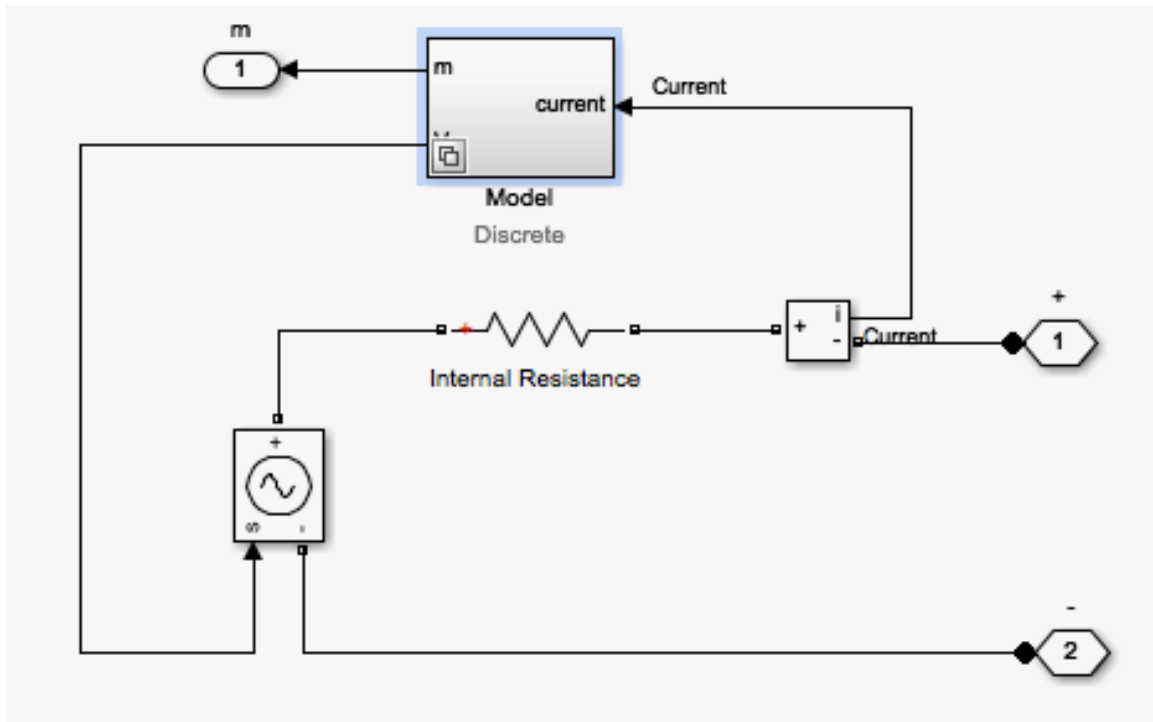 m
1
m
current
Current
Model
Discrete
+
+
i
-
Current
1
+
Internal Resistance
+
s
-
-
2